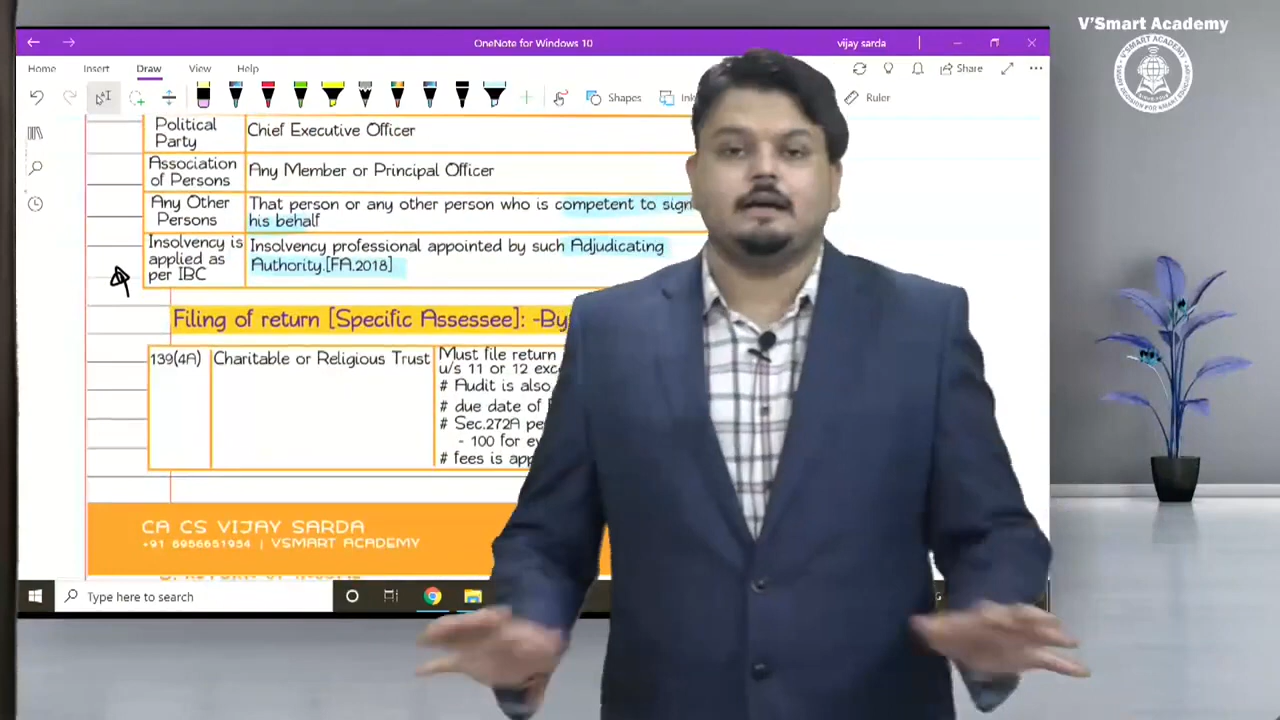 V'Smart Academy
OneNote for Windows 10
vijay sarda
Home Insert Draw View Help
Share
Shapes
Ink
Ruler
Political
Party
Chief Executive Officer
Association
of Persons
Any Member or Principal Officer
Any Other
Persons
That person or any other person who is competent to sign
his behalf
Insolvency is
applied as
per IBC
Insolvency professional appointed by such Adjudicating
Authority.[FA.2018]
Filing of return [Specific Assessee]: -By
139(4A)
Charitable or Religious Trust
Must file return
u/s 11 or 12 exc
# Audit is also
# due date of
# Sec.272A pe
- 100 for ev
# fees is app
CA CS VIJAY SARDA
+91 6956651954 | VSMART ACADEMY
Type here to search